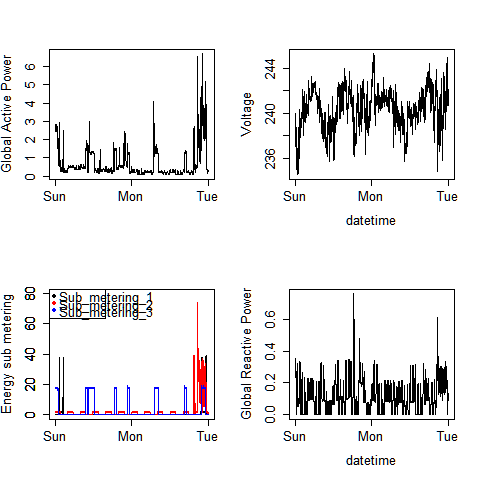 Global Active Power
0 1 2 3 4 5 6
Sun Mon Tue
Voltage
236 240 244
Sun Mon Tue
datetime
Energy sub metering
0 20 40 60 80
Sub_metering_1
Sub_metering_2
Sub_metering_3
Sun Mon Tue
Global Reactive Power
0.0 0.2 0.4 0.6
Sun Mon Tue
datetime